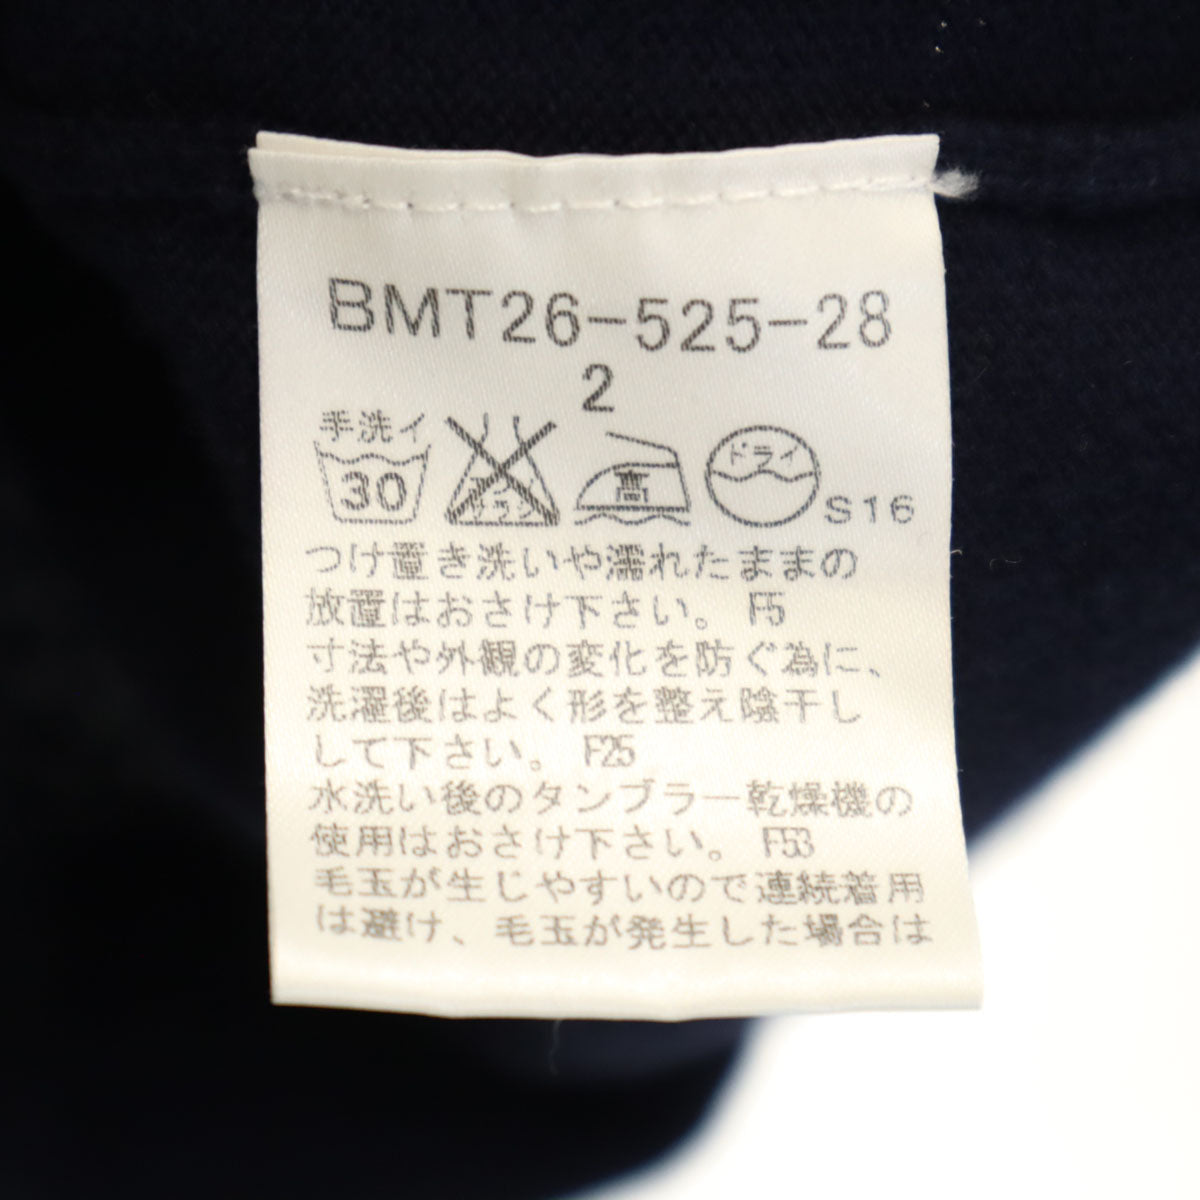 BMT26-525-28
2
手洗イ
30
エンソ
サラシ
高
ドライ
S16
つけ置き洗いや濡れたままの
放置はおさけ下さい。 F5
寸法や外観の変化を防ぐ為に、
洗濯後はよく形を整え陰干し
して下さい。 F25
水洗い後のタンブラー乾燥機の
使用はおさけ下さい。 F53
毛玉が生じやすいので連続着用
は避け、毛玉が発生した場合は